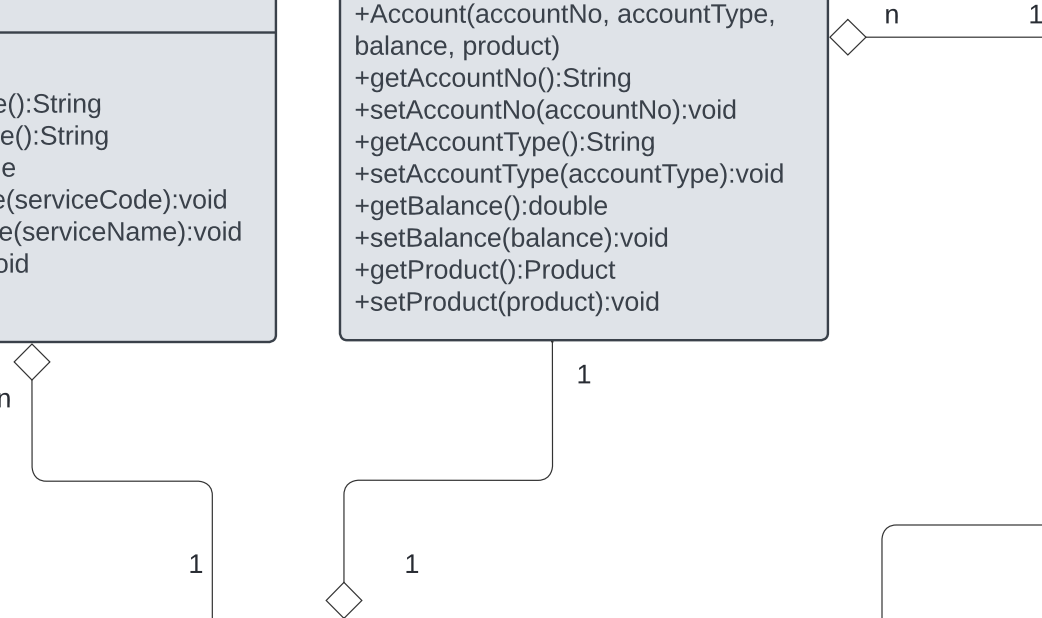 +Account(accountNo, accountType,
balance, product)
+getAccountNo():String
+setAccountNo(accountNo):void
+getAccountType():String
+setAccountType(accountType):void
+getBalance():double
+setBalance(balance):void
+getProduct():Product
+setProduct(product):void
e():String
e():String
e
e(serviceCode):void
e(serviceName):void
oid
n
1
n
1
1
1